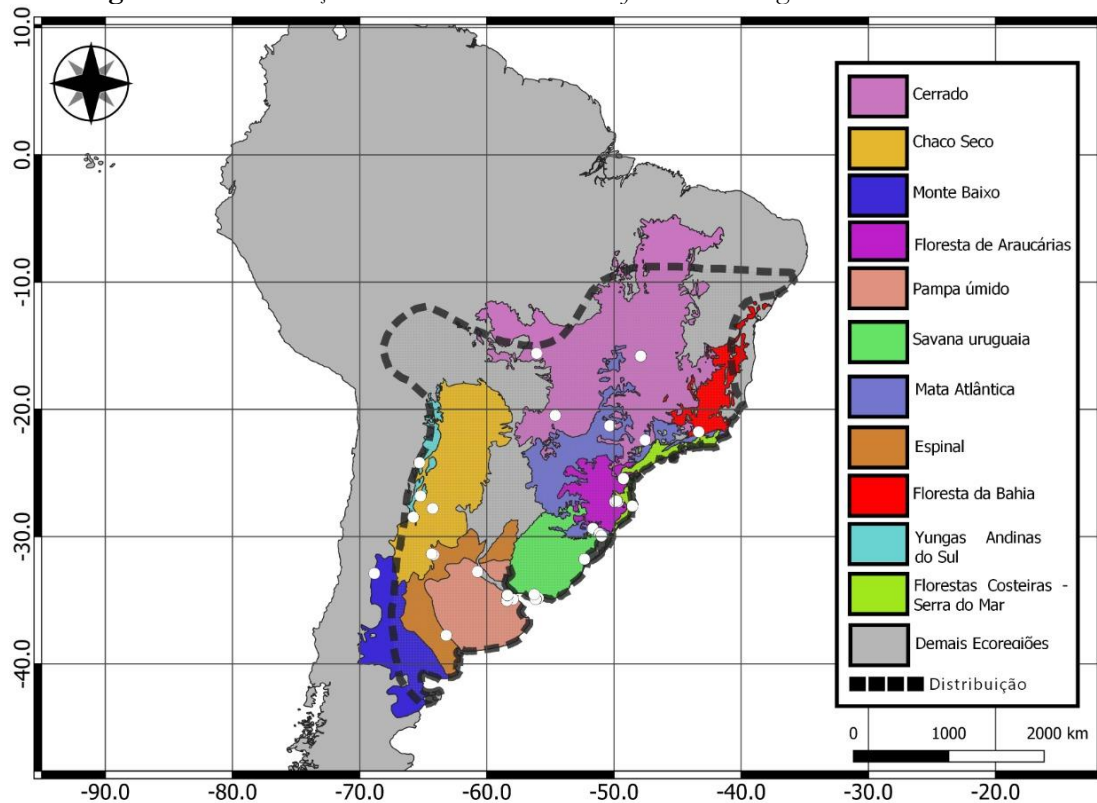 10.0
0.0
-10.0
-20.0
-30.0
-40.0
Cerrado
Chaco Seco
Monte Baixo
Floresta de Araucárias
Pampa úmido
Savana uruguaia
Mata Atlântica
Espinal
Floresta da Bahia
Yungas Andinas
do Sul
Florestas Costeiras -
Serra do Mar
Demais Ecoregiões
Distribuição
0 1000 2000 km
-90.0 -80.0 -70.0 -60.0 -50.0 -40.0 -30.0 -20.0